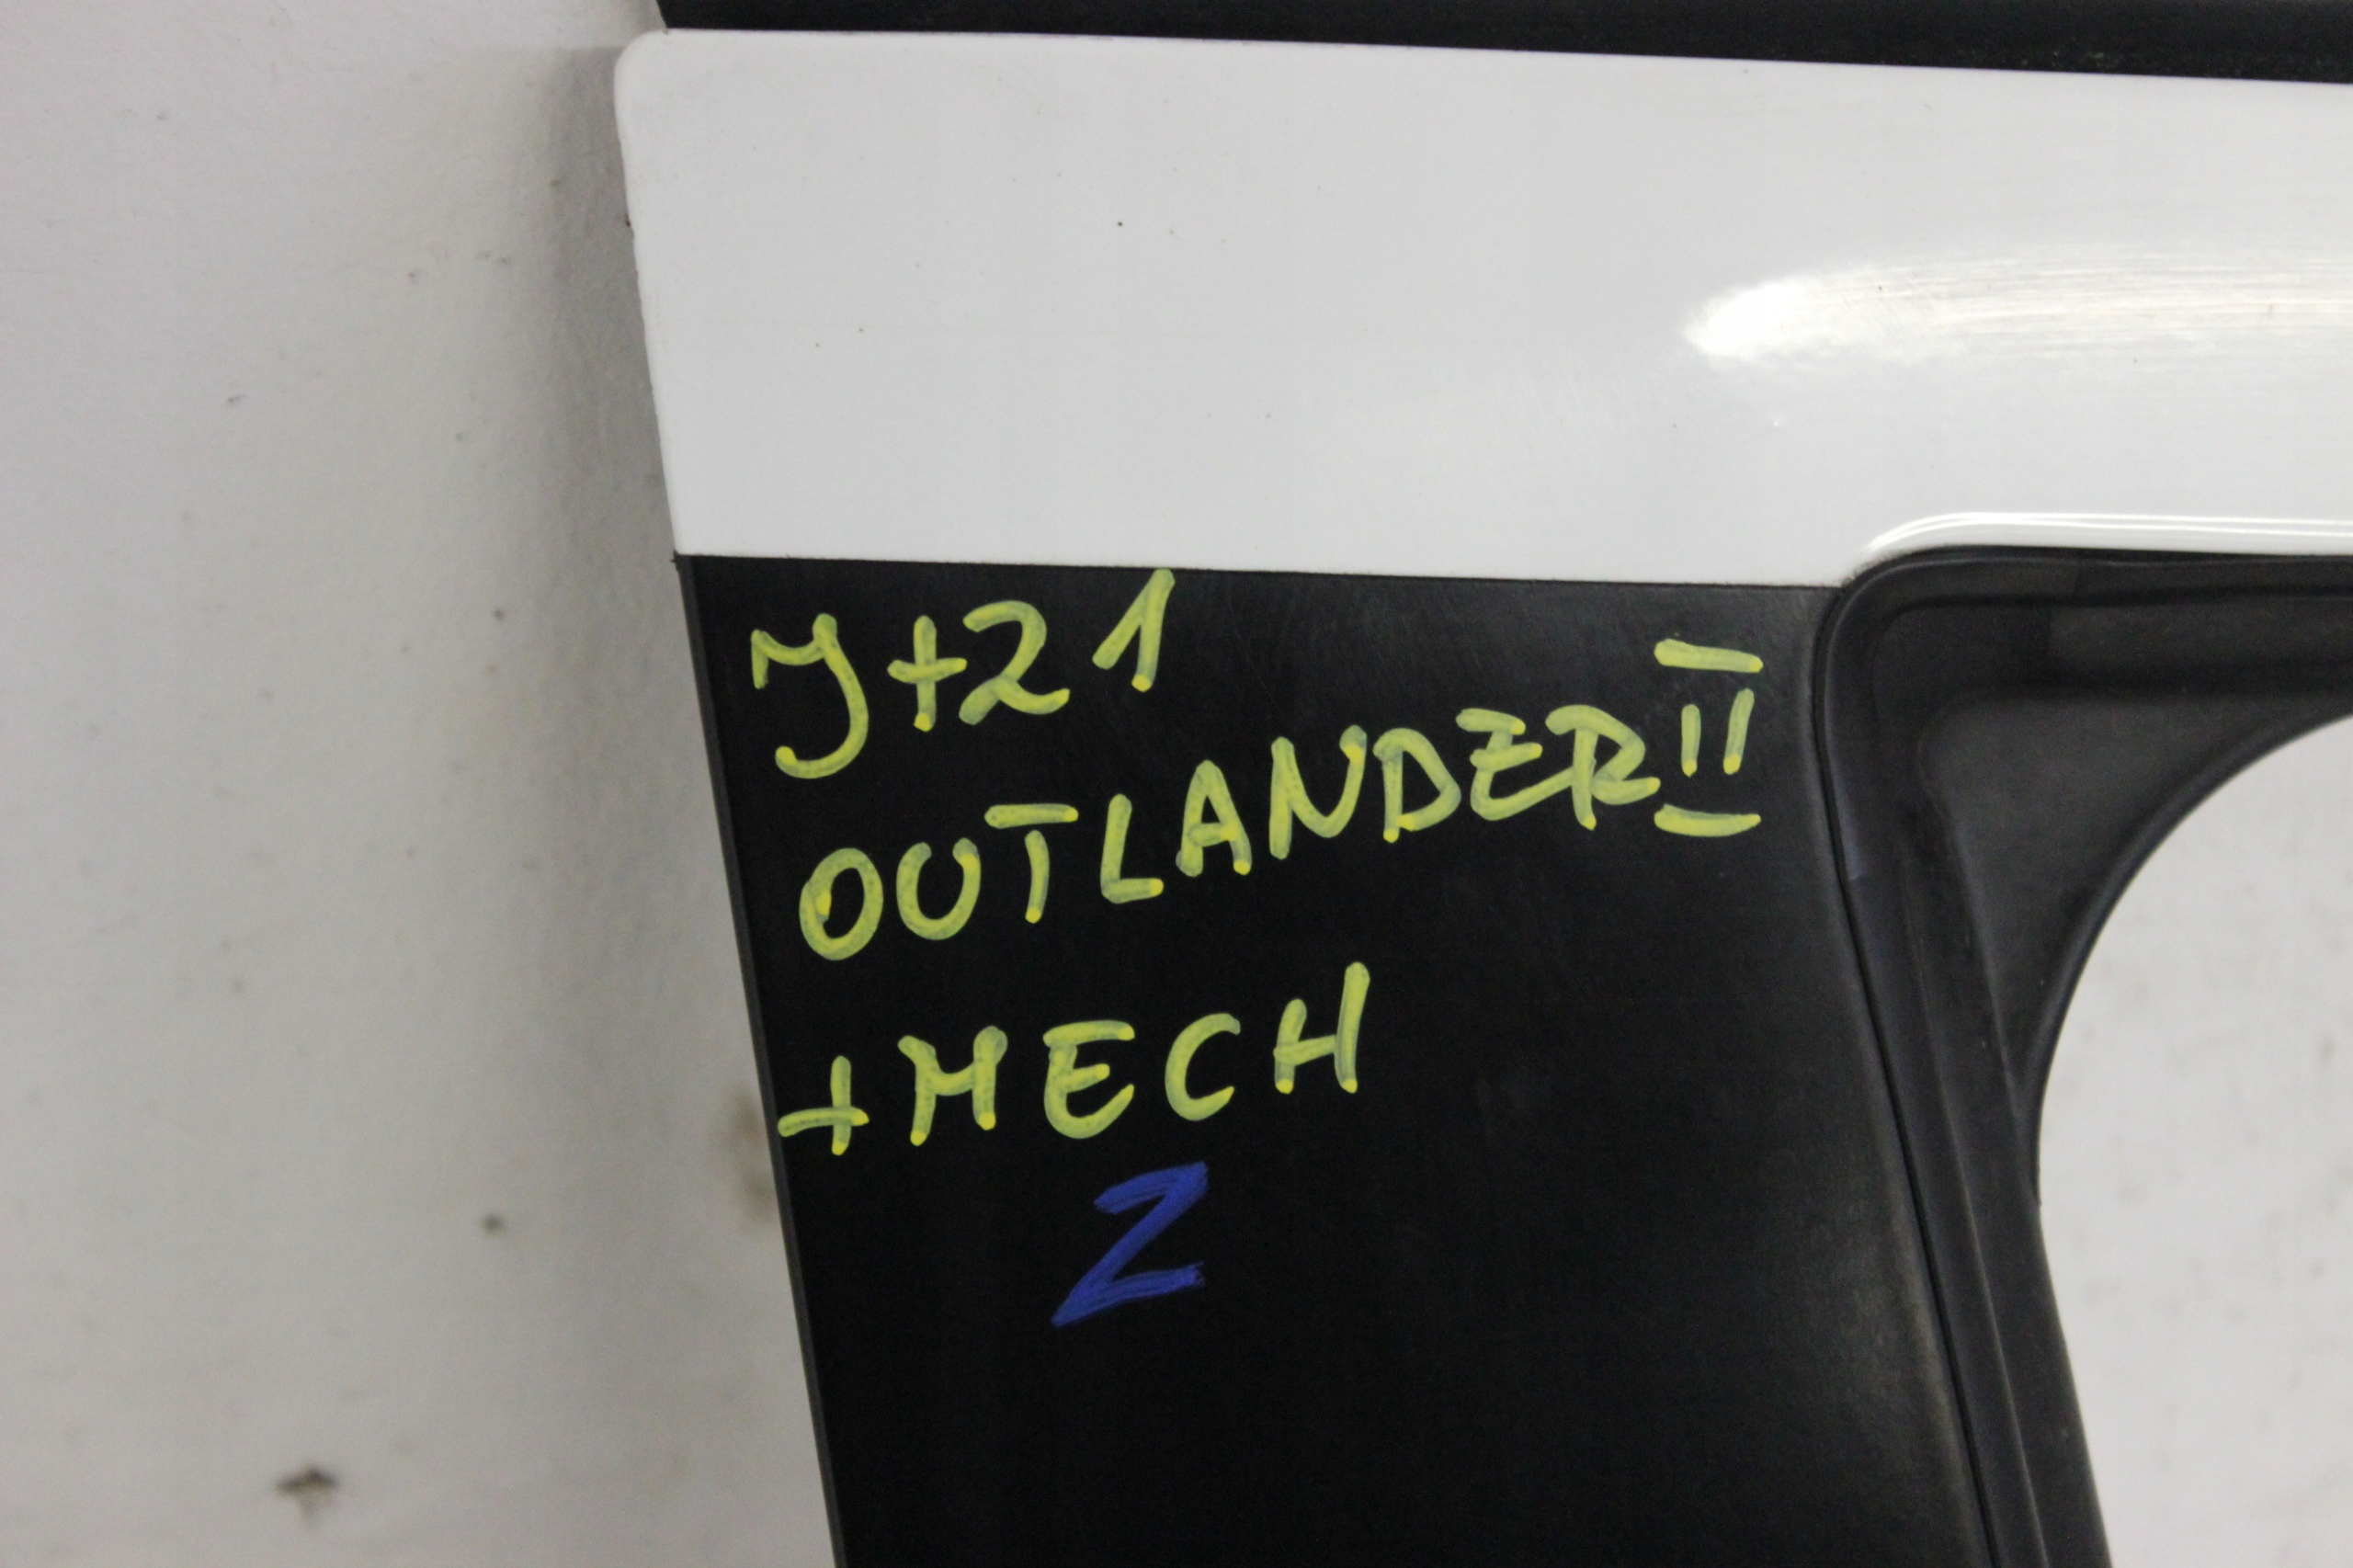 Y+21
OUTLANDER II
+MECH
Z